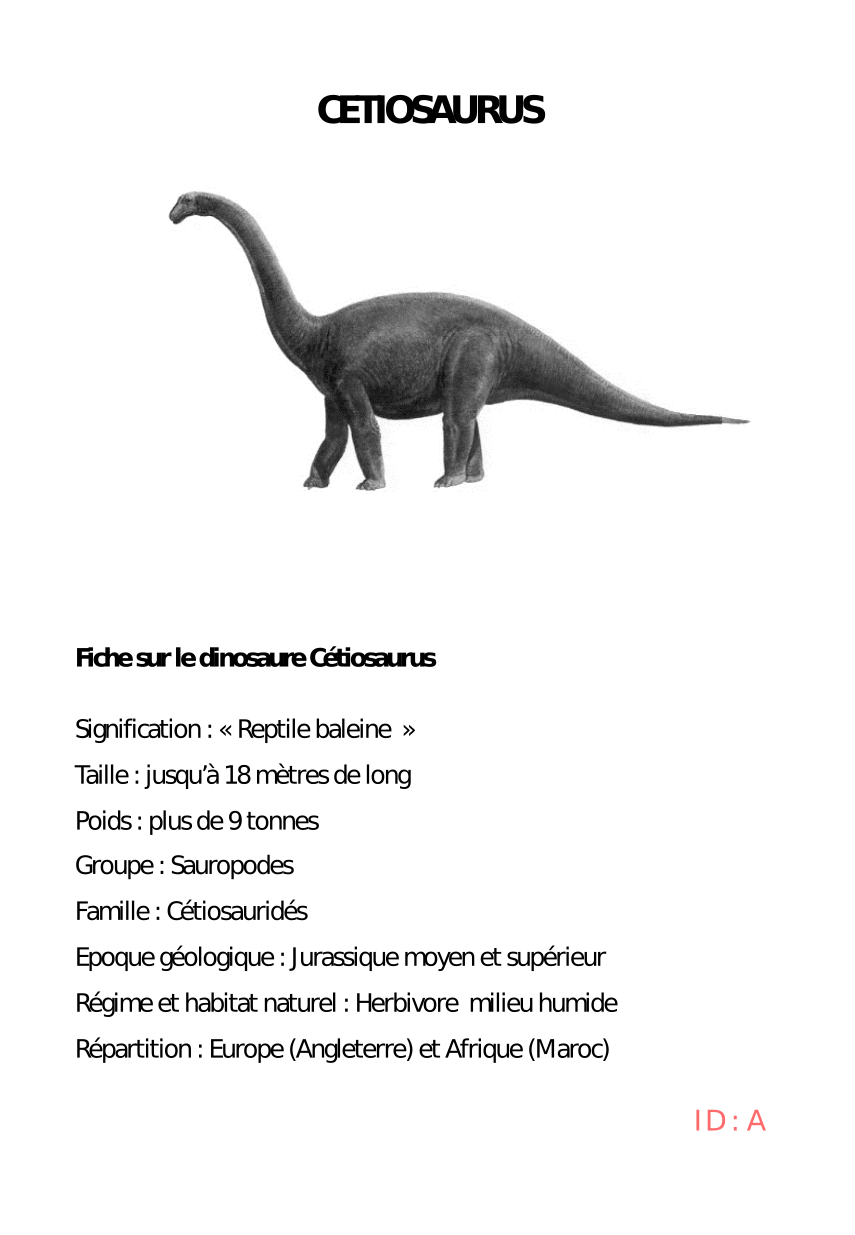 CETIOSAURUS
Fiche sur le dinosaure Cétiosaurus
Signification : « Reptile baleine  »
Taille : jusqu’à 18 mètres de long
Poids : plus de 9 tonnes
Groupe : Sauropodes
Famille : Cétiosauridés
Epoque géologique : Jurassique moyen et supérieur
Régime et habitat naturel : Herbivore  milieu humide
Répartition : Europe (Angleterre) et Afrique (Maroc)
ID : A